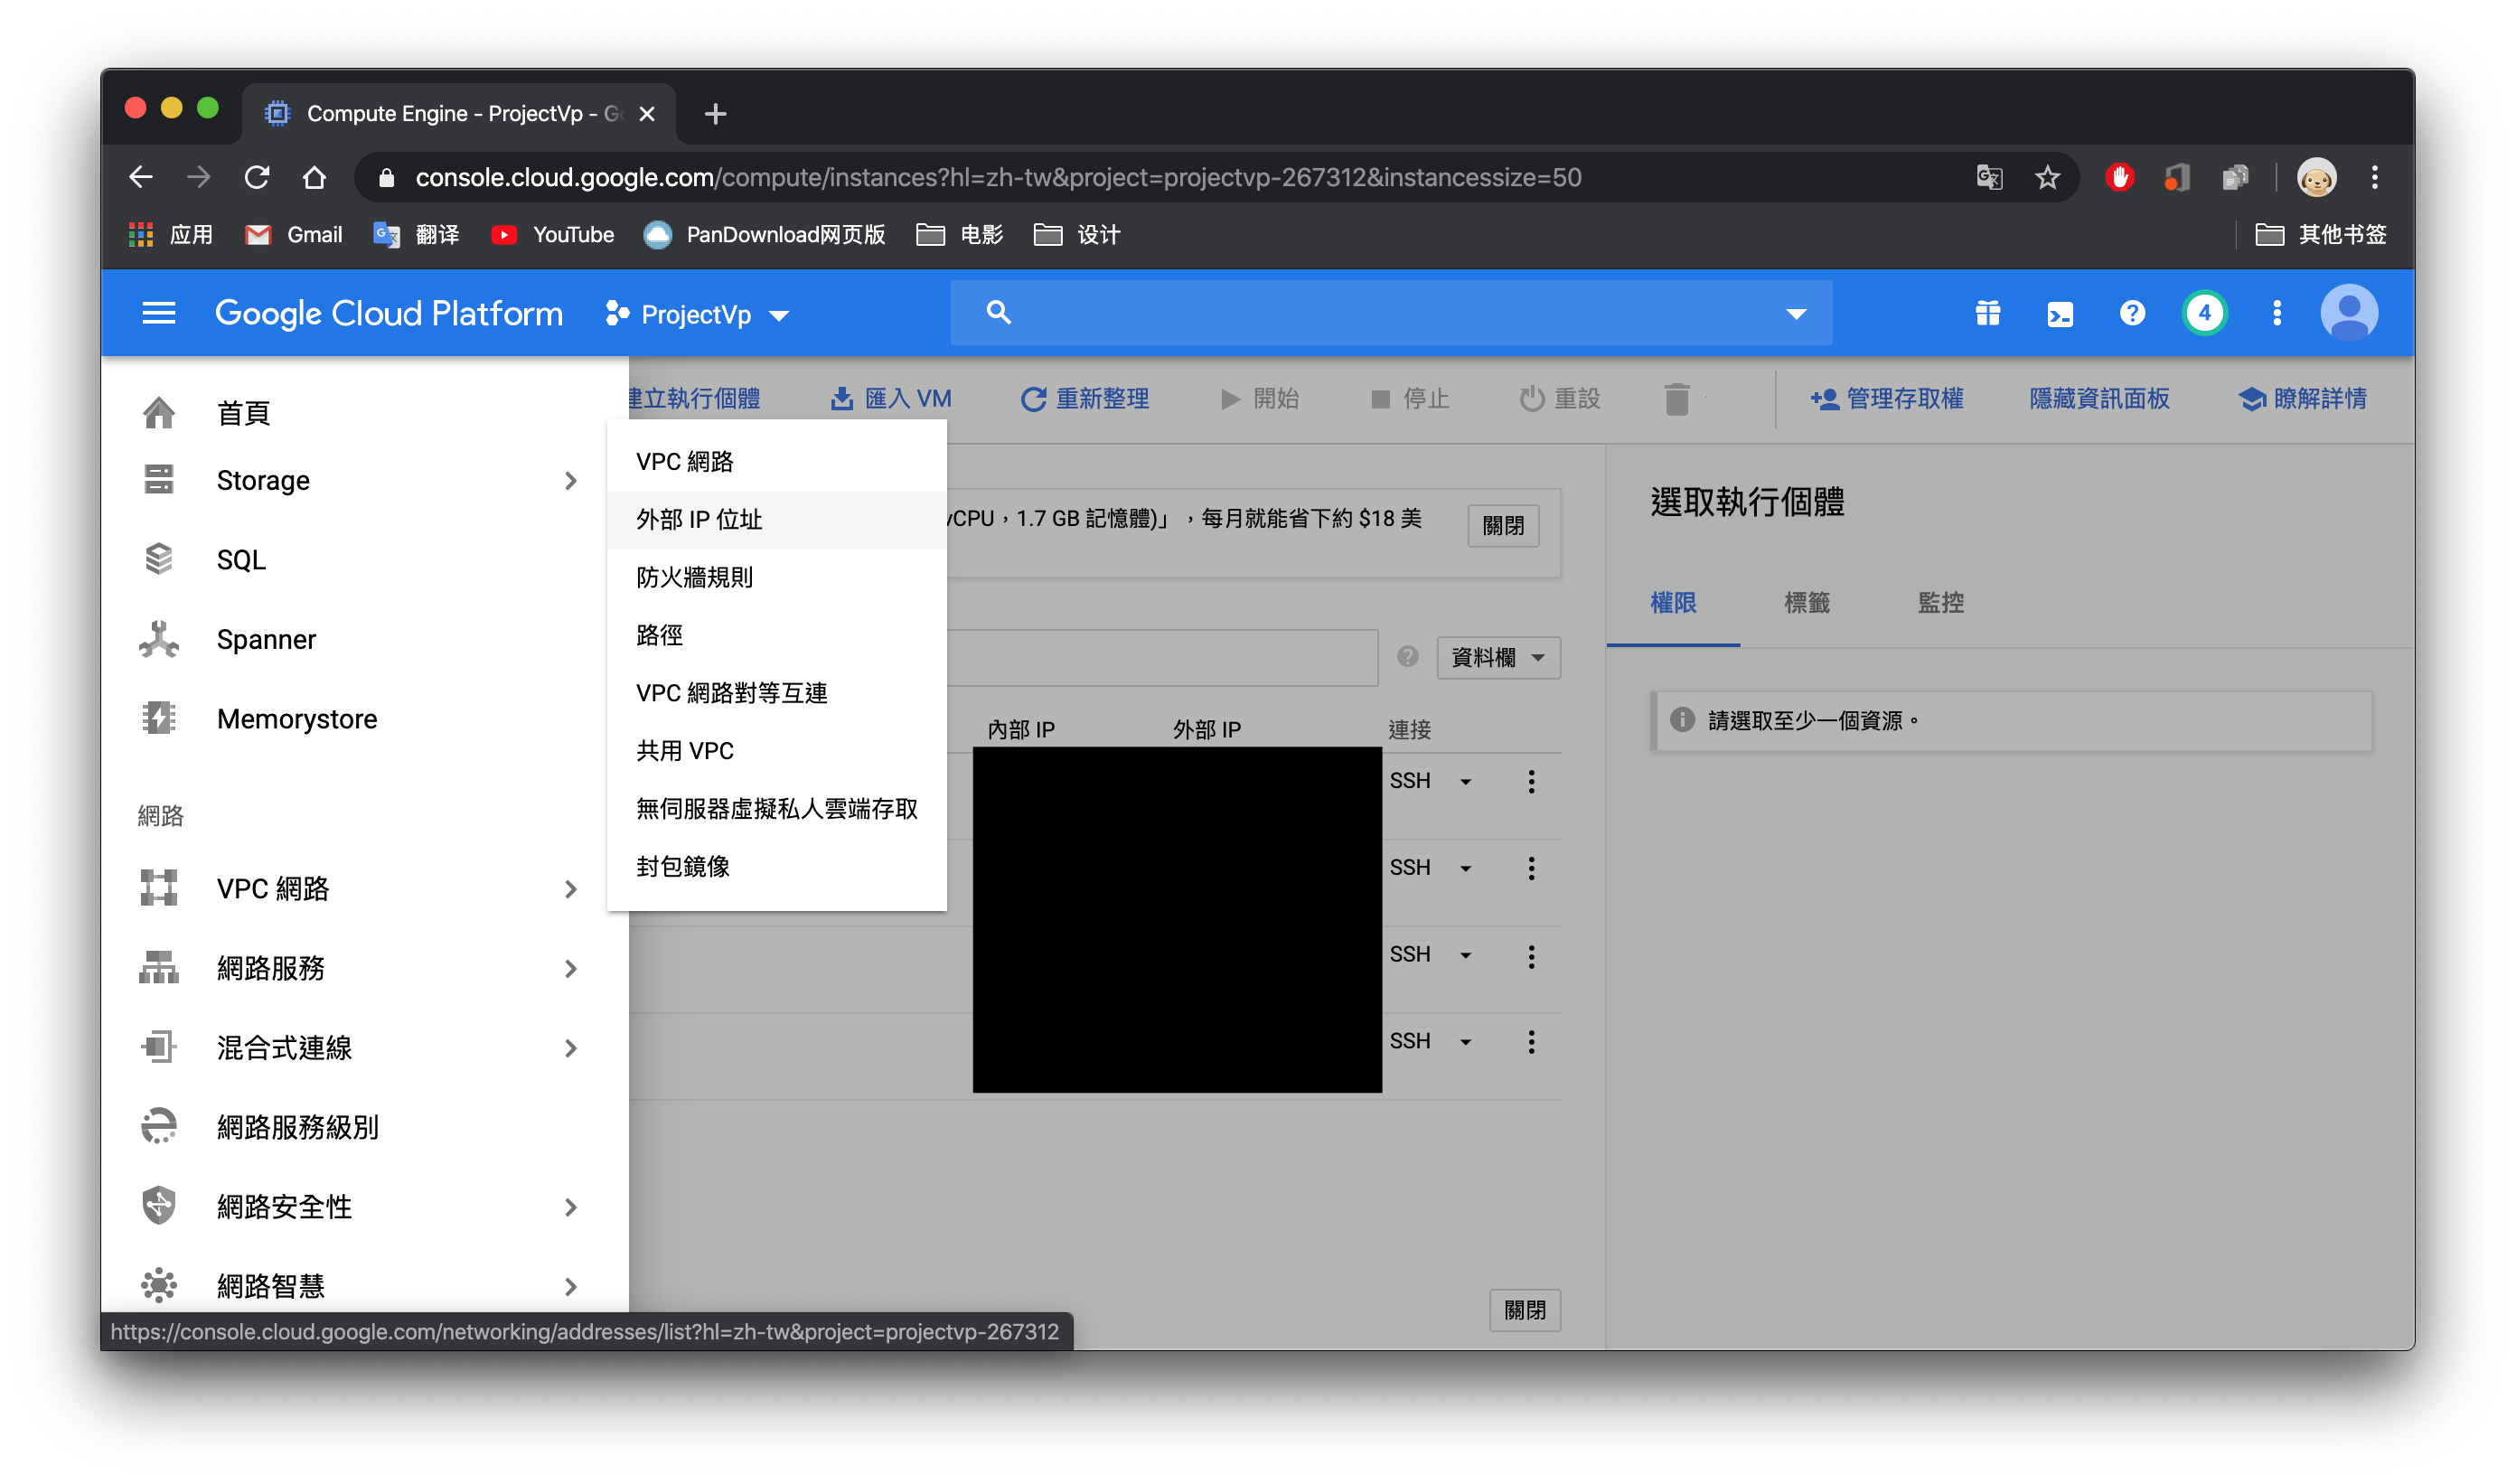 Compute Engine - ProjectVp - G
console.cloud.google.com/compute/instances?hl=zh-tw&project=projectvp-267312&instancessize=50
应用 Gmail 翻译 YouTube PanDownload网页版 电影 设计 其他书签
Google Cloud Platform ProjectVp 4
首頁
Storage
SQL
Spanner
Memorystore
網路
VPC 網路
網路服務
混合式連線
網路服務級別
網路安全性
網路智慧
VPC 網路
外部 IP 位址
防火牆規則
路徑
VPC 網路對等互連
共用 VPC
無伺服器虛擬私人雲端存取
封包鏡像
建立執行個體 匯入 VM 重新整理 開始 停止 重設 管理存取權 隱藏資訊面板 瞭解詳情
vCPU,1.7 GB 記憶體)」,每月就能省下約 $18 美
關閉
資料欄
內部 IP 外部 IP 連接
SSH
SSH
SSH
SSH
關閉
選取執行個體
權限 標籤 監控
請選取至少一個資源。
https://console.cloud.google.com/networking/addresses/list?hl=zh-tw&project=projectvp-267312